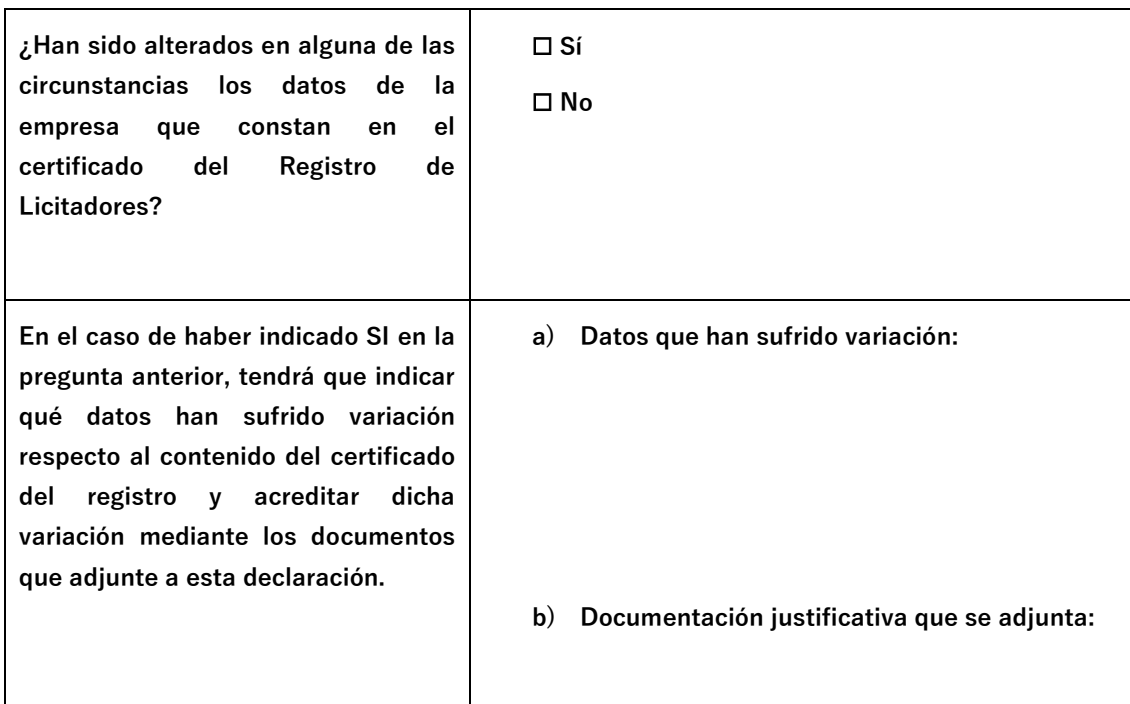 ¿Han sido alterados en alguna de las
circunstancias los datos de la
empresa que constan en el
certificado del Registro de
Licitadores?
☐ Sí
☐ No
En el caso de haber indicado SI en la
pregunta anterior, tendrá que indicar
qué datos han sufrido variación
respecto al contenido del certificado
del registro y acreditar dicha
variación mediante los documentos
que adjunte a esta declaración.
a) Datos que han sufrido variación:
b) Documentación justificativa que se adjunta: